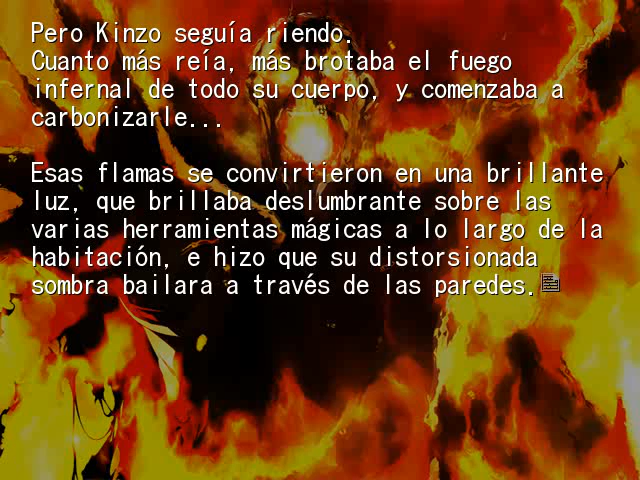 Pero Kinzo seguía riendo.
Cuanto más reía, más brotaba el fuego
infernal de todo su cuerpo, y comenzaba a
carbonizarle...
Esas flamas se convirtieron en una brillante
luz, que brillaba deslumbrante sobre las
varias herramientas mágicas a lo largo de la
habitación, e hizo que su distorsionada
sombra bailara a través de las paredes.